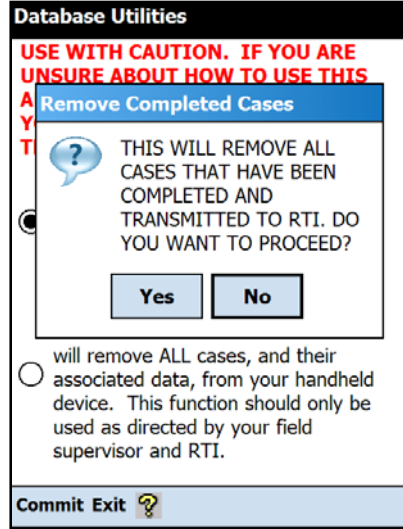 Database Utilities
USE WITH CAUTION.  IF YOU ARE
UNSURE ABOUT HOW TO USE THIS
Remove Completed Cases
THIS WILL REMOVE ALL
CASES THAT HAVE BEEN
COMPLETED AND
TRANSMITTED TO RTI. DO
YOU WANT TO PROCEED?
Yes No
will remove ALL cases, and their
associated data, from your handheld
device.  This function should only be
used as directed by your field
supervisor and RTI.
Commit Exit